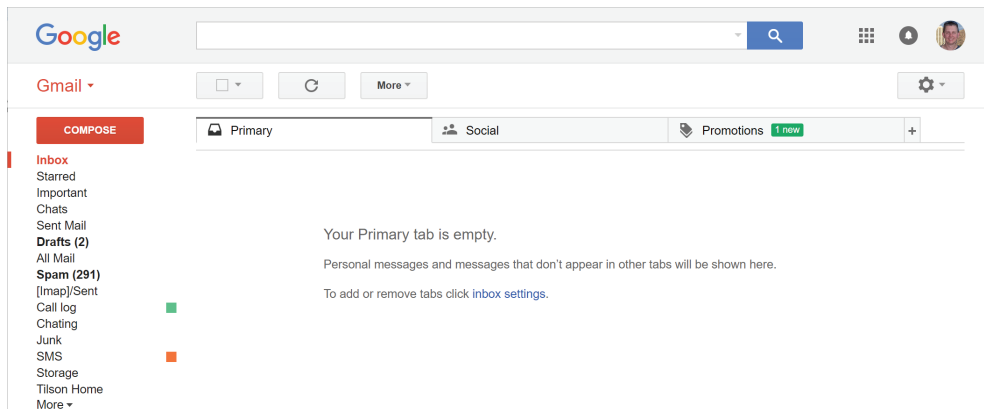 Google
Gmail
More
COMPOSE
Primary
Social
Promotions 1 new
+
Inbox
Starred
Important
Chats
Sent Mail
Drafts (2)
All Mail
Spam (291)
[Imap]/Sent
Call log
Chating
Junk
SMS
Storage
Tilson Home
More
Your Primary tab is empty.
Personal messages and messages that don't appear in other tabs will be shown here.
To add or remove tabs click inbox settings.